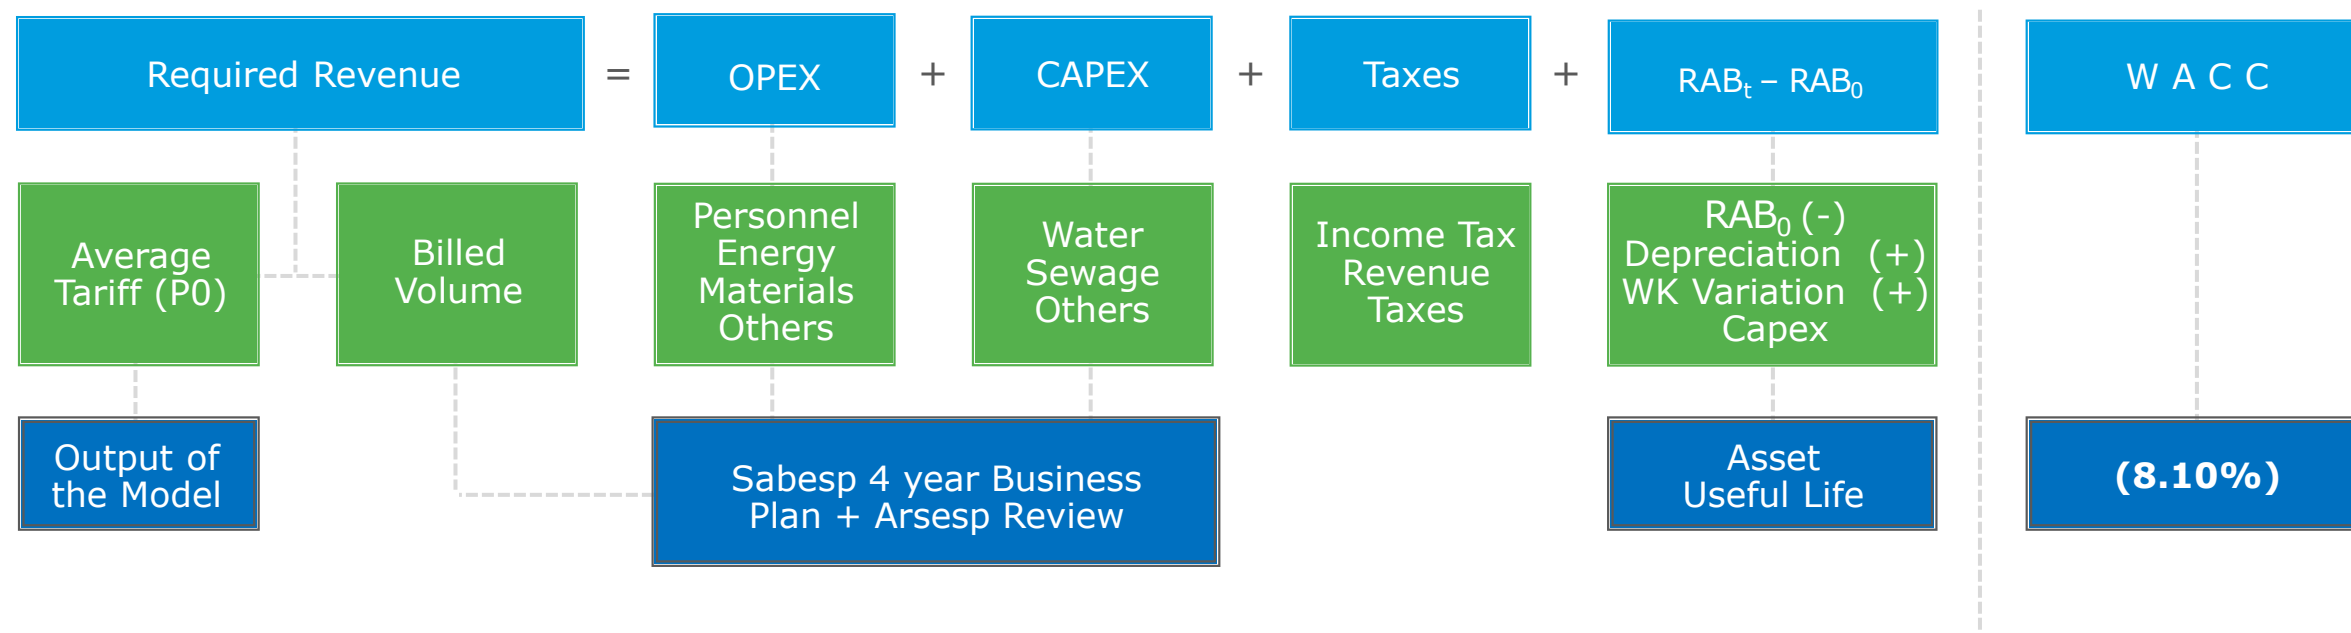 Required Revenue
=
OPEX
+
CAPEX
+
Taxes
+
RABt – RAB0
W A C C
Average
Tariff (P0)
Billed
Volume
Personnel
Energy
Materials
Others
Water
Sewage
Others
Income Tax
Revenue
Taxes
RAB0 (-)
Depreciation (+)
WK Variation (+)
Capex
Output of
the Model
Sabesp 4 year Business
Plan + Arsesp Review
Asset
Useful Life
(8.10%)